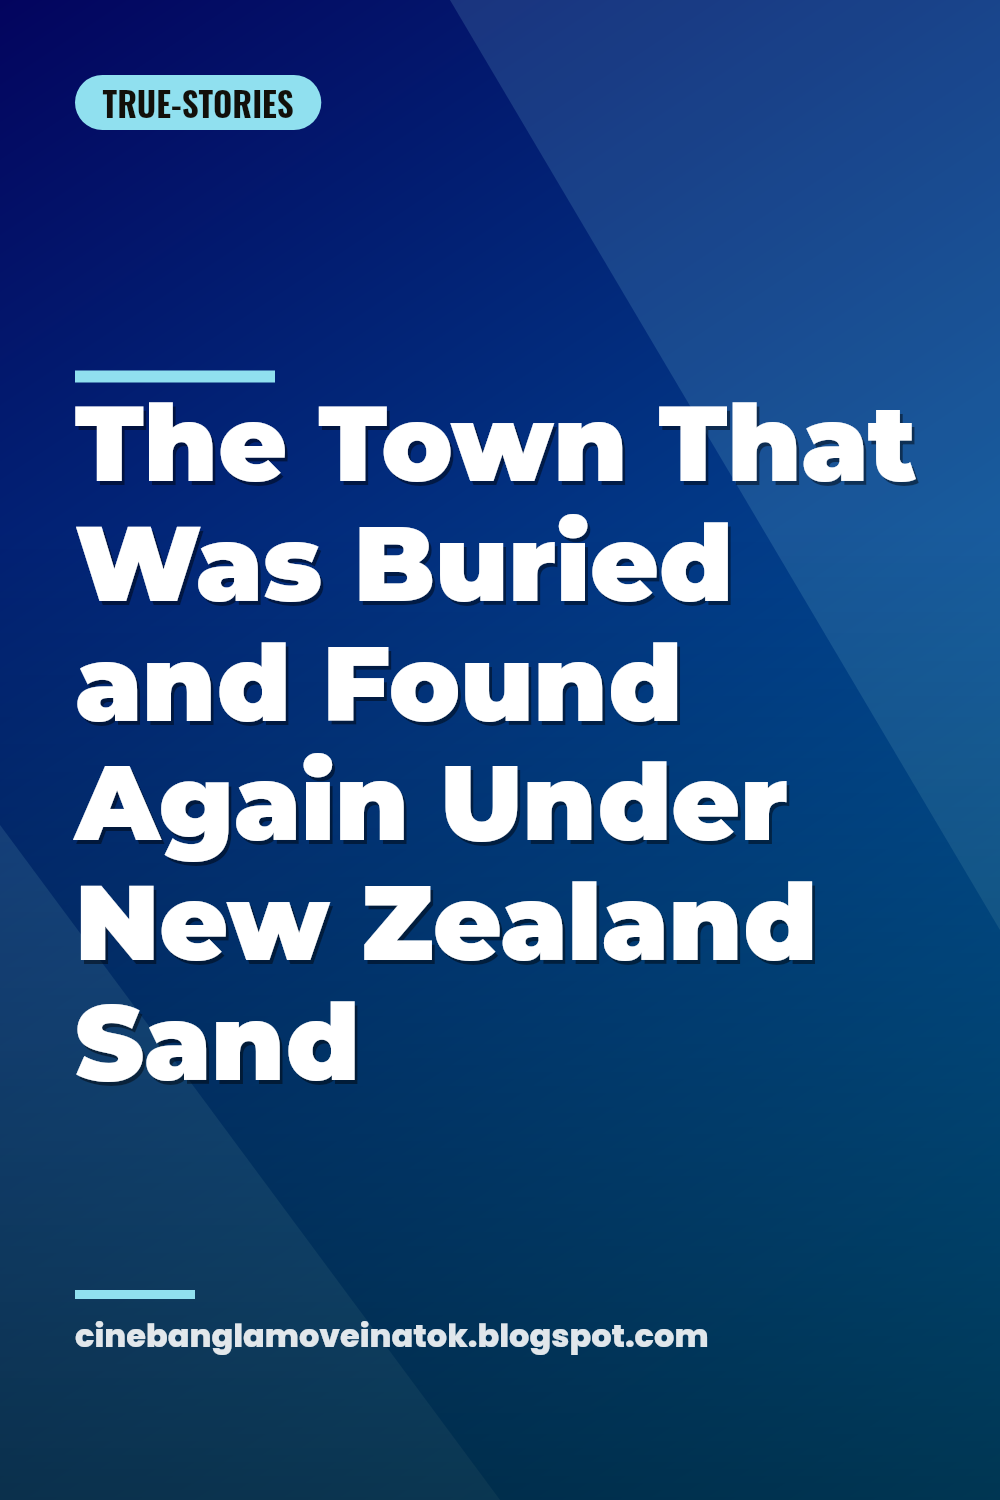 TRUE-STORIES
The Town That
Was Buried
and Found
Again Under
New Zealand
Sand
cinebanglamoveinatok.blogspot.com